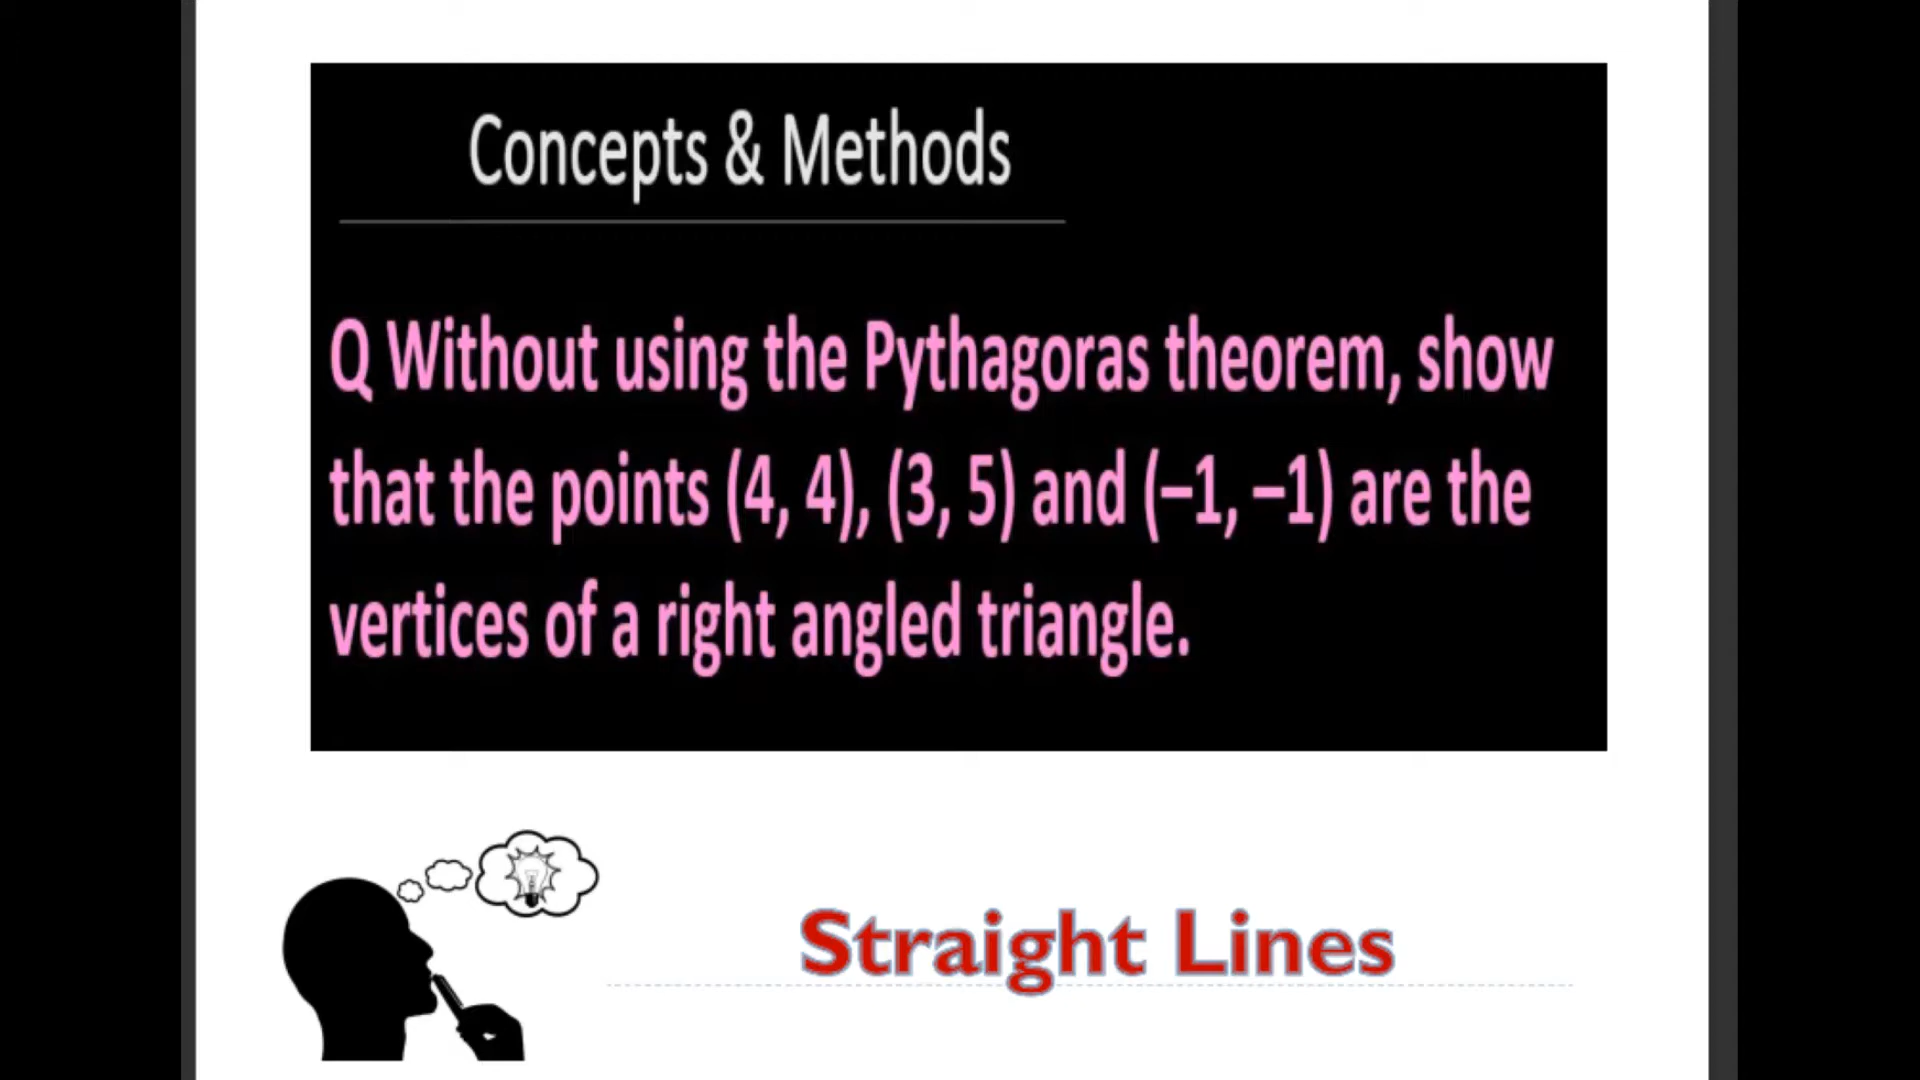 Concepts & Methods
Q Without using the Pythagoras theorem, show
that the points (4, 4), (3, 5) and (–1, –1) are the
vertices of a right angled triangle.
Straight Lines